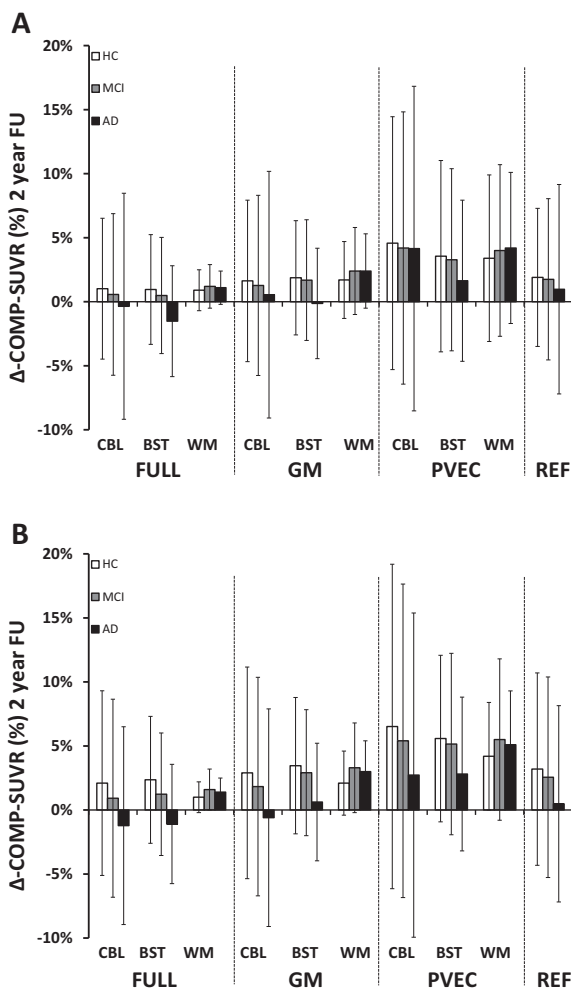 A
20%
15%
10%
5%
0%
-5%
-10%
Δ-COMP-SUVR (%) 2 year FU
HC
MCI
AD
CBL BST WM CBL BST WM CBL BST WM
FULL GM PVEC REF
B
20%
15%
10%
5%
0%
-5%
-10%
Δ-COMP-SUVR (%) 2 year FU
HC
MCI
AD
CBL BST WM CBL BST WM CBL BST WM
FULL GM PVEC REF